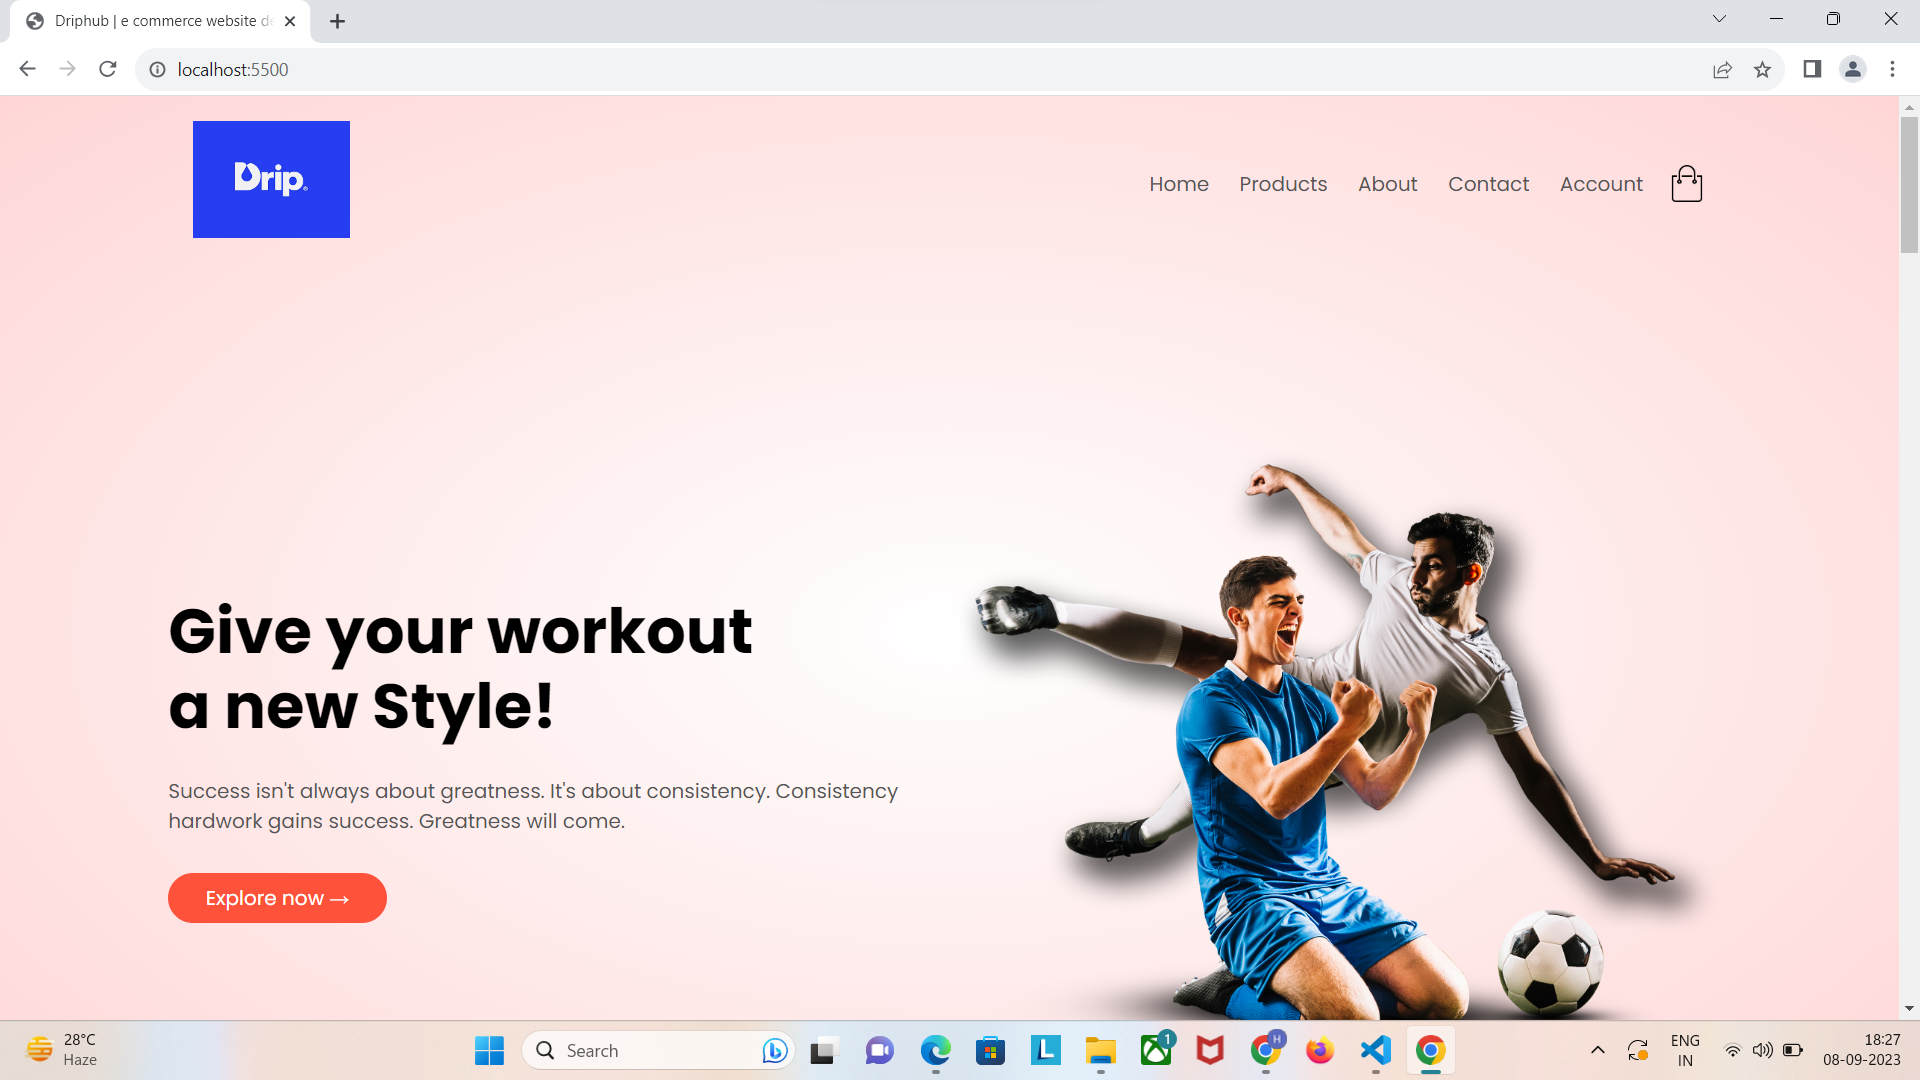 Driphub | e commerce website de
localhost:5500
Drip.
Home Products About Contact Account
Give your workout
a new Style!
Success isn't always about greatness. It's about consistency. Consistency
hardwork gains success. Greatness will come.
Explore now →
28°C
Haze
Search
1
H
ENG
IN
18:27
08-09-2023